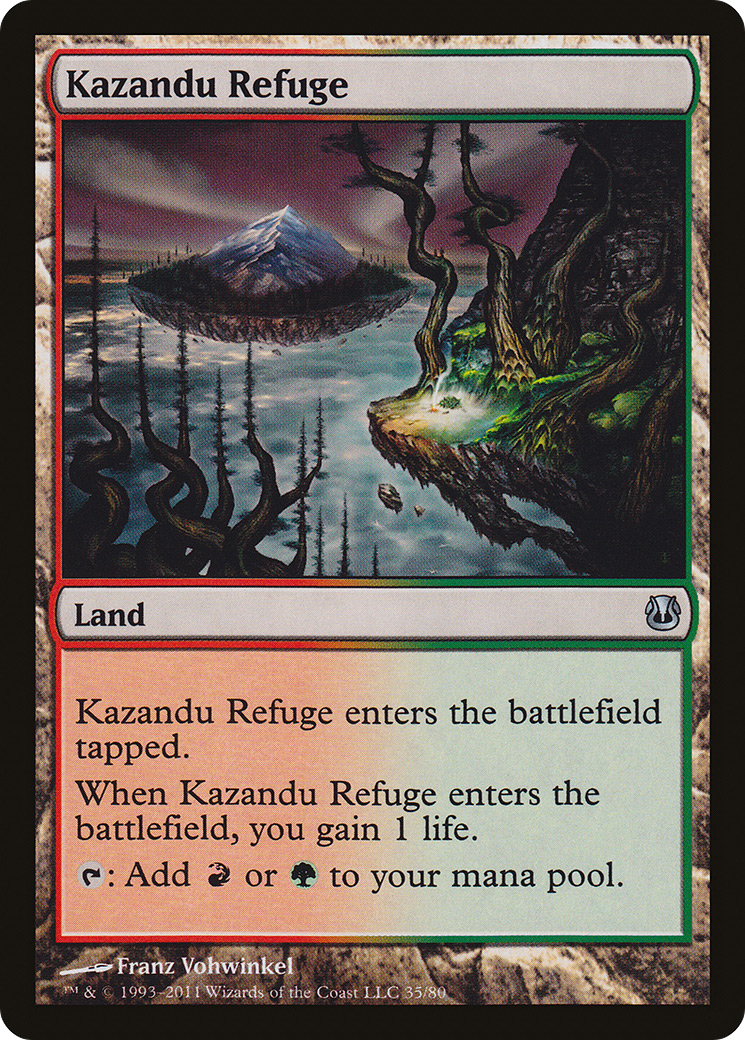 Kazandu Refuge
Land
Kazandu Refuge enters the battlefield
tapped.
When Kazandu Refuge enters the
battlefield, you gain 1 life.
: Add or to your mana pool.
Franz Vohwinkel
™ & © 1993–2011 Wizards of the Coast LLC 35/80